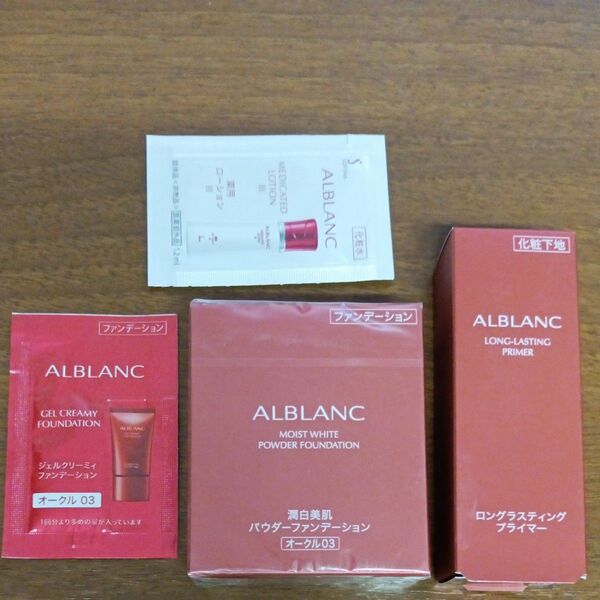 S
SOFINA
ALBLANC
化粧水
MEDICATED
LOTION
III
薬用
ローション
III
ALBLANC
ファンデーション
ALBLANC
GEL CREAMY
FOUNDATION
ALBLANC
ジェルクリーミィ
ファンデーション
オークル 03
1回分より多めの量が入っています
ファンデーション
ALBLANC
MOIST WHITE
POWDER FOUNDATION
潤白美肌
パウダーファンデーション
オークル03
化粧下地
ALBLANC
LONG-LASTING
PRIMER
ロングラスティング
プライマー